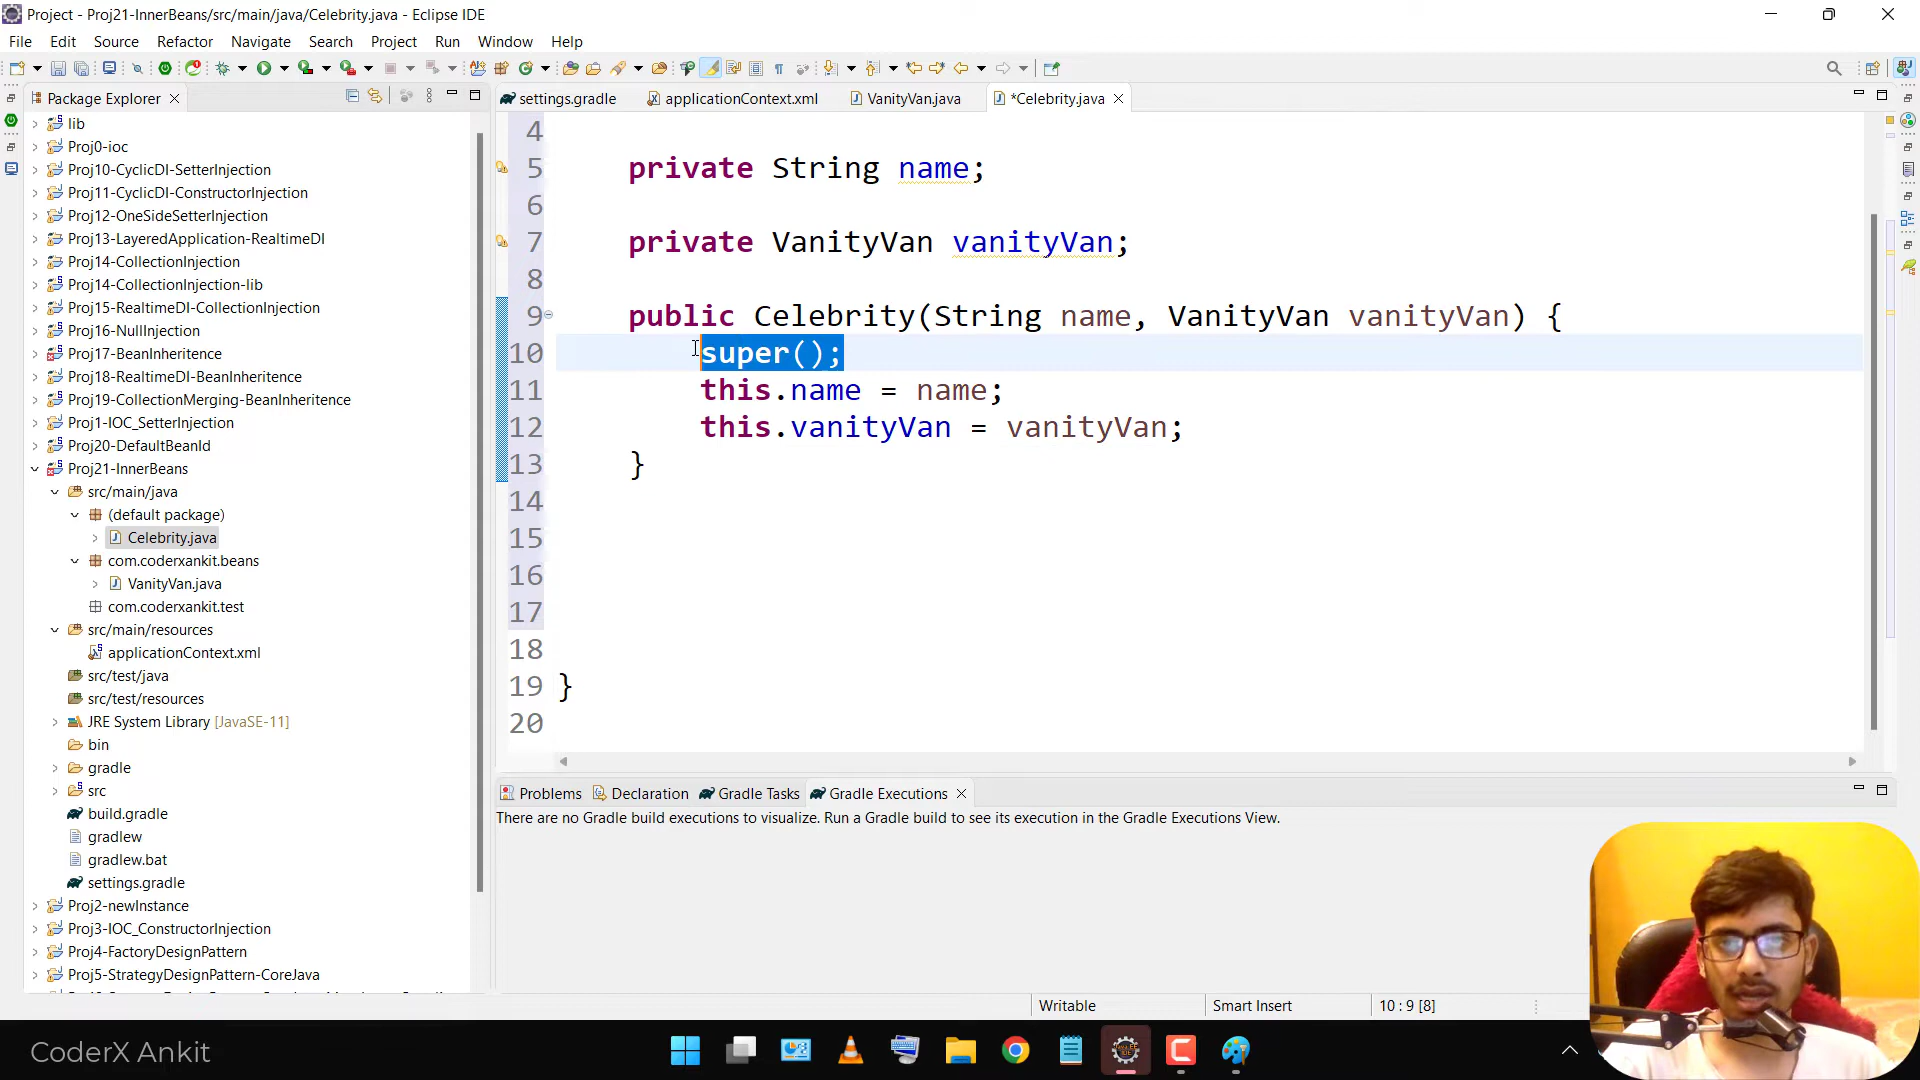 Project - Proj21-InnerBeans/src/main/java/Celebrity.java - Eclipse IDE
File Edit Source Refactor Navigate Search Project Run Window Help
Package Explorer
settings.gradle applicationContext.xml VanityVan.java *Celebrity.java
lib
Proj0-ioc
Proj10-CyclicDI-SetterInjection
Proj11-CyclicDI-ConstructorInjection
Proj12-OneSideSetterInjection
Proj13-LayeredApplication-RealtimeDI
Proj14-CollectionInjection
Proj14-CollectionInjection-lib
Proj15-RealtimeDI-CollectionInjection
Proj16-NullInjection
Proj17-BeanInheritence
Proj18-RealtimeDI-BeanInheritence
Proj19-CollectionMerging-BeanInheritence
Proj1-IOC_SetterInjection
Proj20-DefaultBeanId
Proj21-InnerBeans
src/main/java
(default package)
Celebrity.java
com.coderxankit.beans
VanityVan.java
com.coderxankit.test
src/main/resources
applicationContext.xml
src/test/java
src/test/resources
JRE System Library [JavaSE-11]
bin
gradle
src
build.gradle
gradlew
gradlew.bat
settings.gradle
Proj2-newInstance
Proj3-IOC_ConstructorInjection
Proj4-FactoryDesignPattern
Proj5-StrategyDesignPattern-CoreJava
4
5 private String name;
6
7 private VanityVan vanityVan;
8
9 public Celebrity(String name, VanityVan vanityVan) {
10 super();
11 this.name = name;
12 this.vanityVan = vanityVan;
13 }
14
15
16
17
18
19 }
20
Problems Declaration Gradle Tasks Gradle Executions
There are no Gradle build executions to visualize. Run a Gradle build to see its execution in the Gradle Executions View.
Writable Smart Insert 10 : 9 [8]
CoderX Ankit